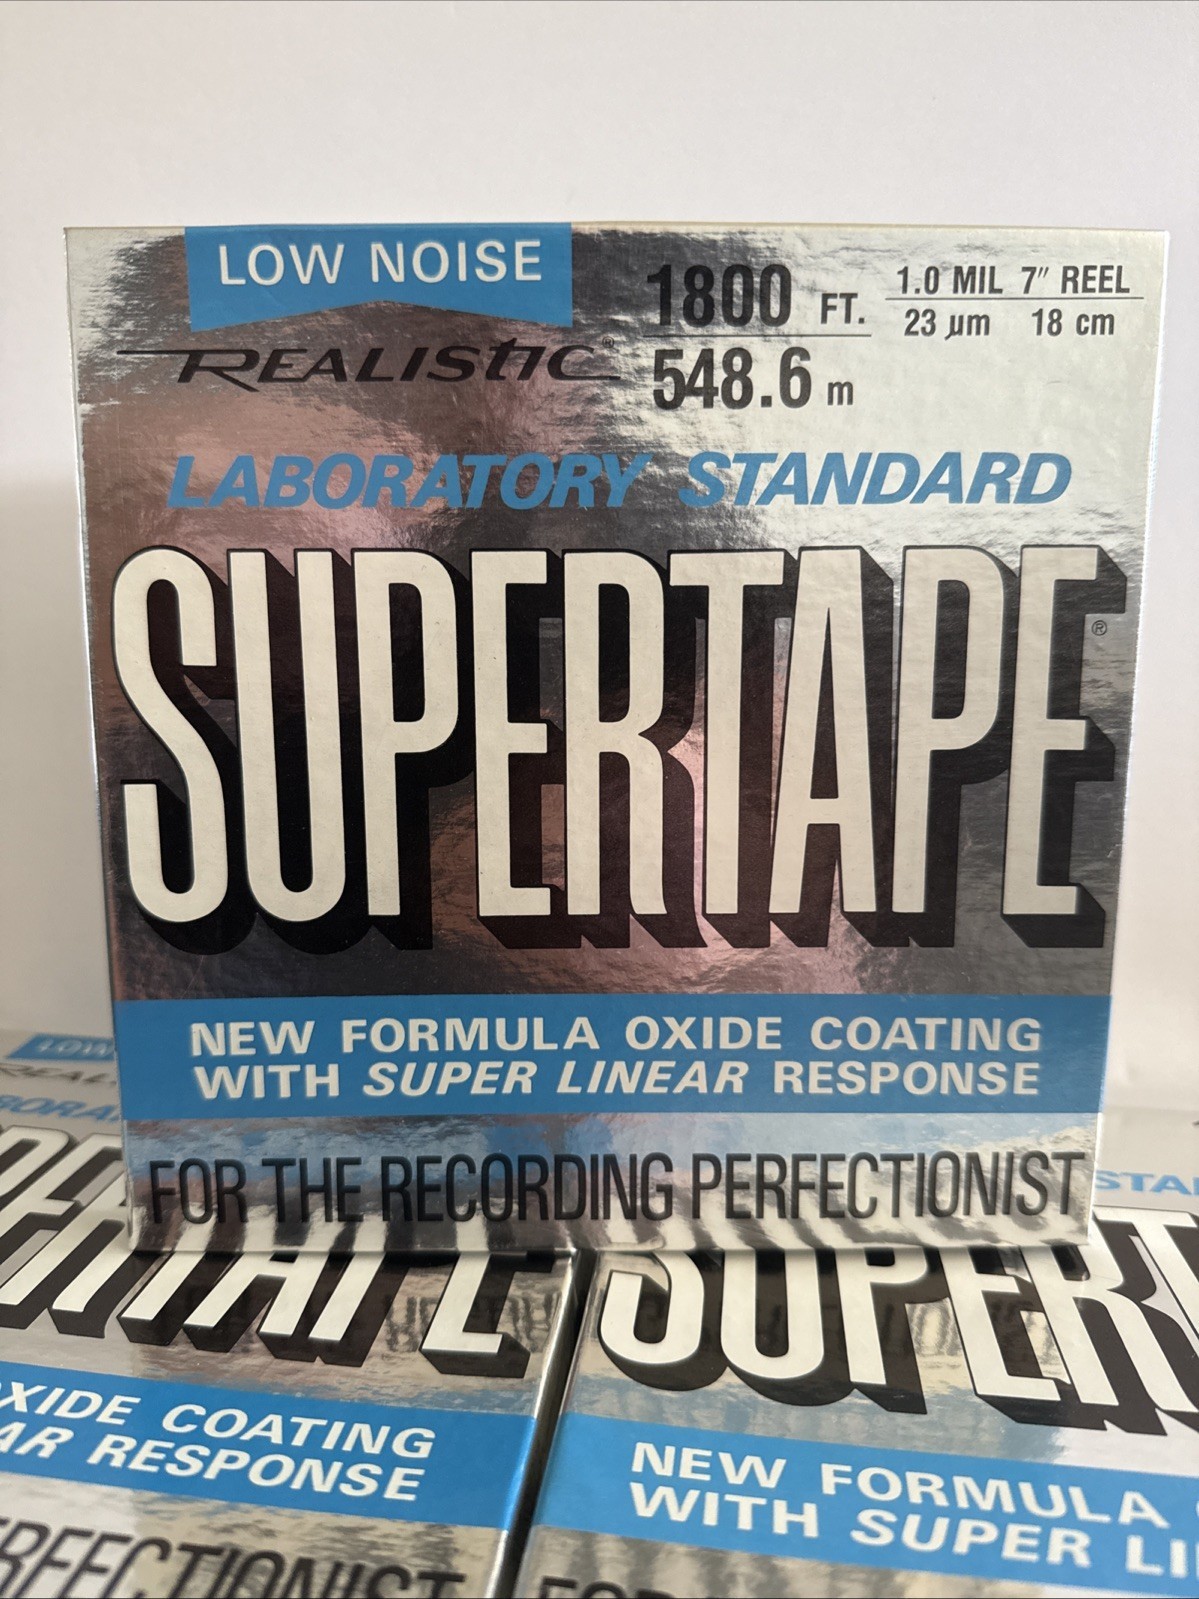 LOW NOISE
REALISTIC®
1800 FT.
548.6 m
1.0 MIL 7" REEL
23 µm 18 cm
LABORATORY STANDARD
SUPERTAPE®
NEW FORMULA OXIDE COATING
WITH SUPER LINEAR RESPONSE
FOR THE RECORDING PERFECTIONIST
LOW
OXIDE COATING
RESPONSE
NEW FORMULA
WITH SUPER